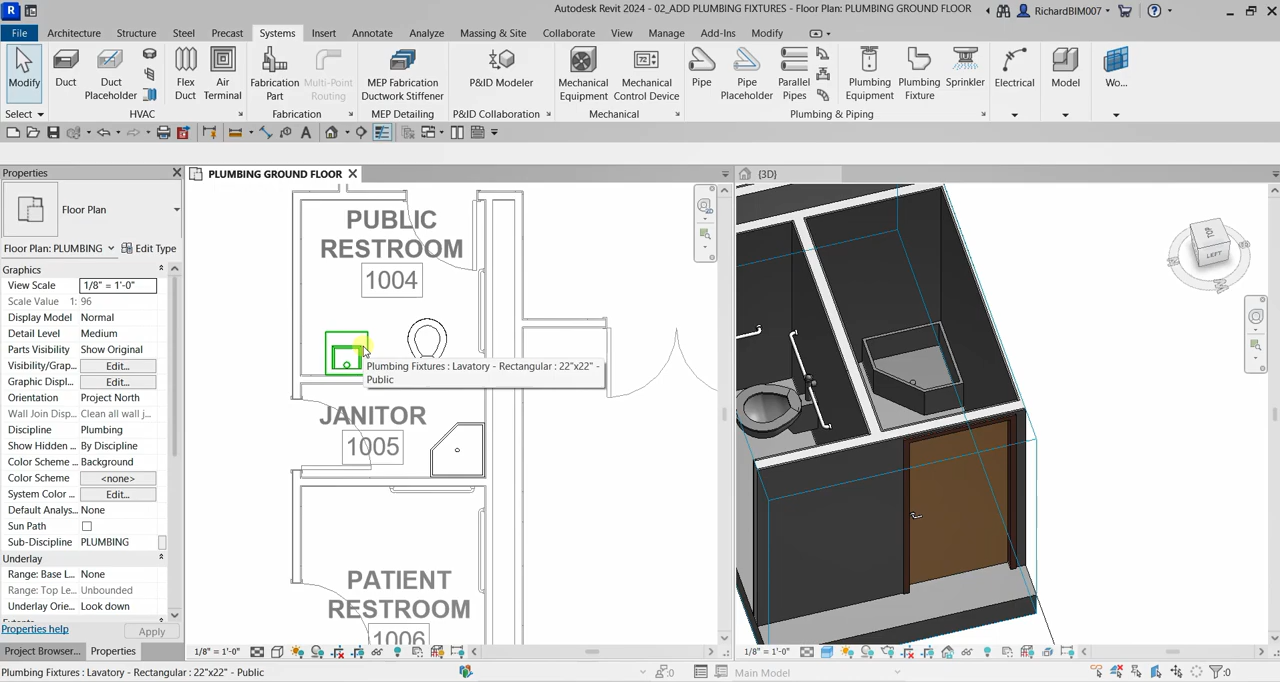 Autodesk Revit 2024 - 02_ADD PLUMBING FIXTURES - Floor Plan: PLUMBING GROUND FLOOR
RichardBIM007
File Architecture Structure Steel Precast Systems Insert Annotate Analyze Massing & Site Collaborate View Manage Add-Ins Modify
Modify
Duct
Duct
Placeholder
Flex
Duct
Air
Terminal
Fabrication
Part
Multi-Point
Routing
MEP Fabrication
Ductwork Stiffener
P&ID Modeler
Mechanical
Equipment
Mechanical
Control Device
Pipe
Pipe
Placeholder
Parallel
Pipes
Plumbing
Equipment
Plumbing
Fixture
Sprinkler
Electrical
Model
Wo...
Select HVAC Fabrication MEP Detailing P&ID Collaboration Mechanical Plumbing & Piping
Properties
PLUMBING GROUND FLOOR
{3D}
Floor Plan
Floor Plan: PLUMBING Edit Type
Graphics
View Scale 1/8" = 1'-0"
Scale Value 1: 96
Display Model Normal
Detail Level Medium
Parts Visibility Show Original
Visibility/Grap... Edit...
Graphic Displ... Edit...
Orientation Project North
Wall Join Disp... Clean all wall j...
Discipline Plumbing
Show Hidden ... By Discipline
Color Scheme ... Background
Color Scheme <none>
System Color ... Edit...
Default Analys... None
Sun Path
Sub-Discipline PLUMBING
Underlay
Range: Base L... None
Range: Top Le... Unbounded
Underlay Orie... Look down
Properties help Apply
Project Browser... Properties
PUBLIC
RESTROOM
1004
Plumbing Fixtures : Lavatory - Rectangular : 22"x22" -
Public
JANITOR
1005
PATIENT
RESTROOM
1006
TOP
LEFT
1/8" = 1'-0"
1/8" = 1'-0"
Plumbing Fixtures : Lavatory - Rectangular : 22"x22" - Public
:0
Main Model
:0